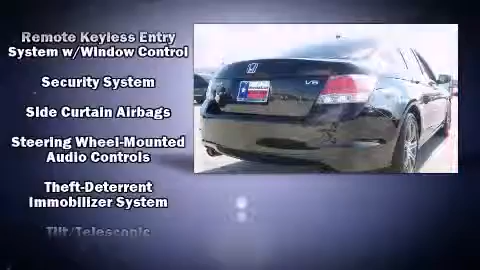 Remote Keyless Entry
System w/Window Control
Security System
Side Curtain Airbags
Steering Wheel-Mounted
Audio Controls
Theft-Deterrent
Immobilizer System
Tilt/Telescopic
V6